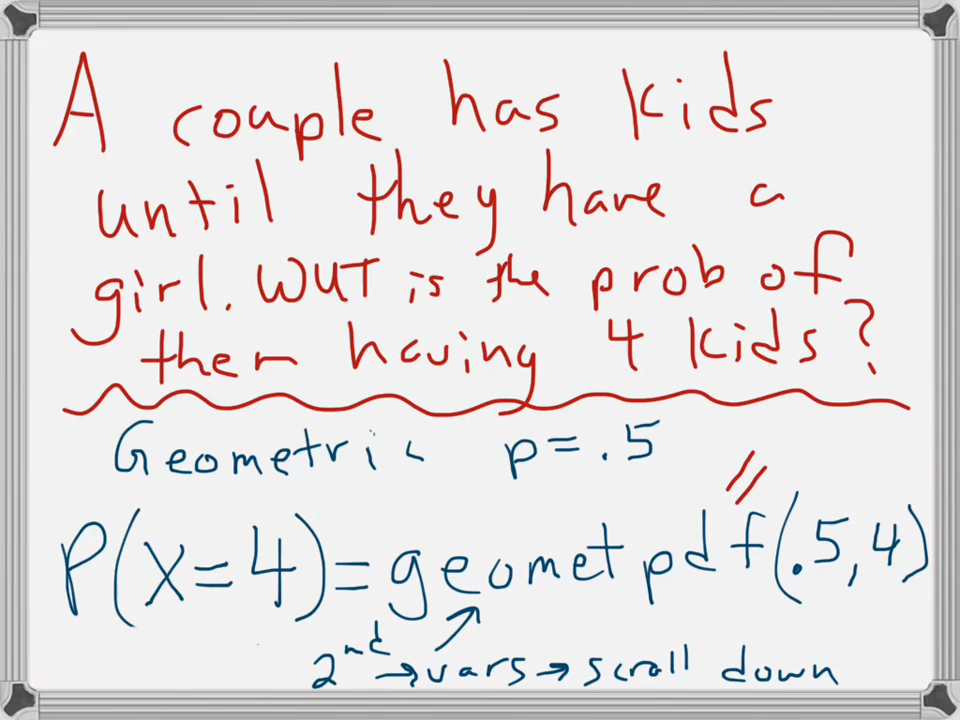 A couple has kids
until they have a
girl. WUT is the prob of
them having 4 kids?
Geometric p=.5
P(X=4)=geometpdf(.5,4)
2nd→vars→scroll down